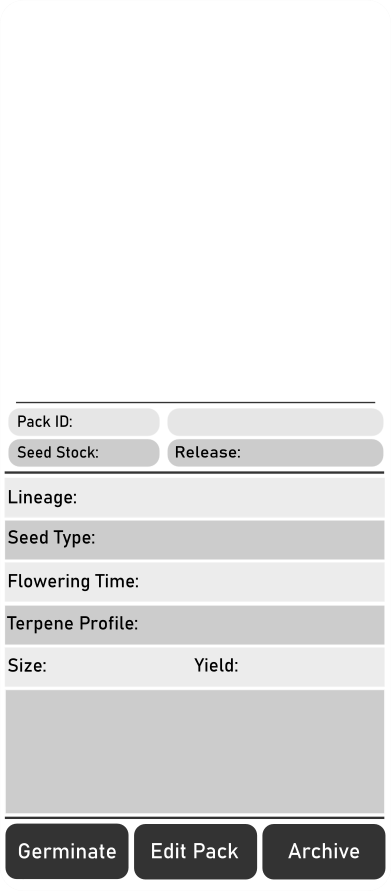 Pack ID:
Seed Stock: Release:
Lineage:
Seed Type:
Flowering Time:
Terpene Profile:
Size: Yield:
Germinate Edit Pack Archive